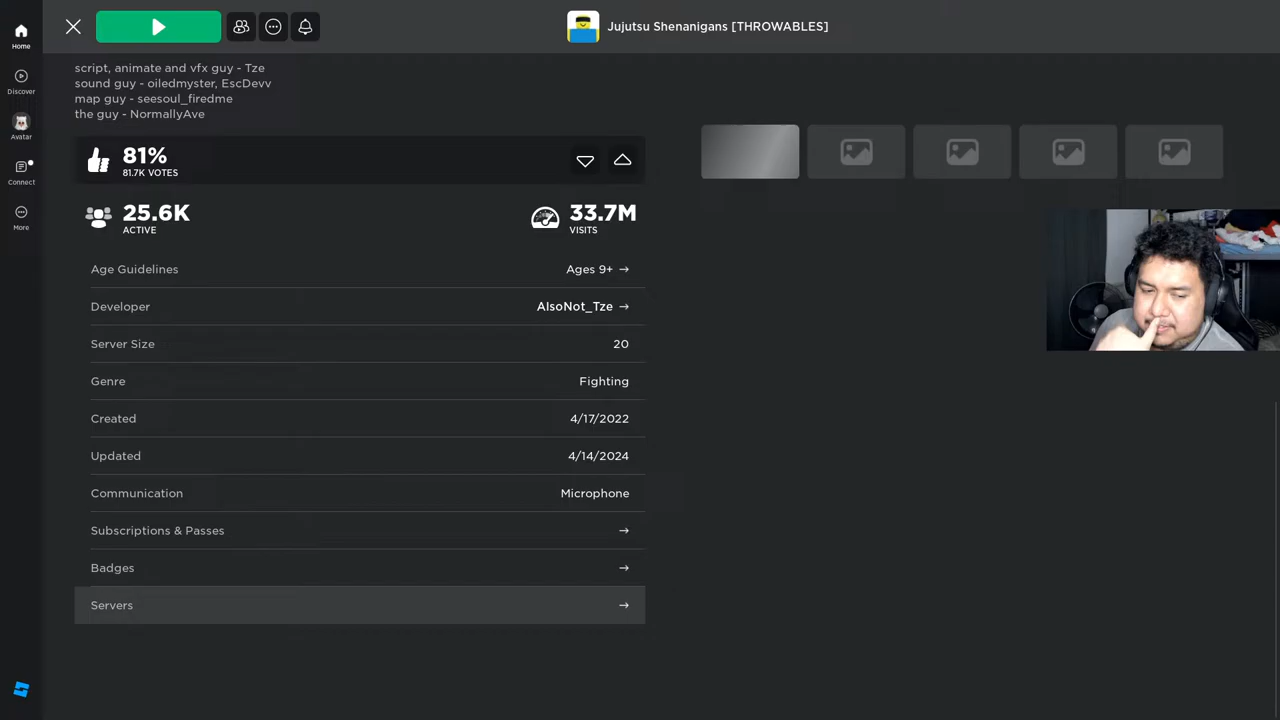 Jujutsu Shenanigans [THROWABLES]
Home
Discover
Avatar
Connect
More
script, animate and vfx guy - Tze
sound guy - oiledmyster, EscDevv
map guy - seesoul_firedme
the guy - NormallyAve
81%
81.7K VOTES
25.6K
ACTIVE
33.7M
VISITS
Age Guidelines Ages 9+ →
Developer AlsoNot_Tze →
Server Size 20
Genre Fighting
Created 4/17/2022
Updated 4/14/2024
Communication Microphone
Subscriptions & Passes →
Badges →
Servers →